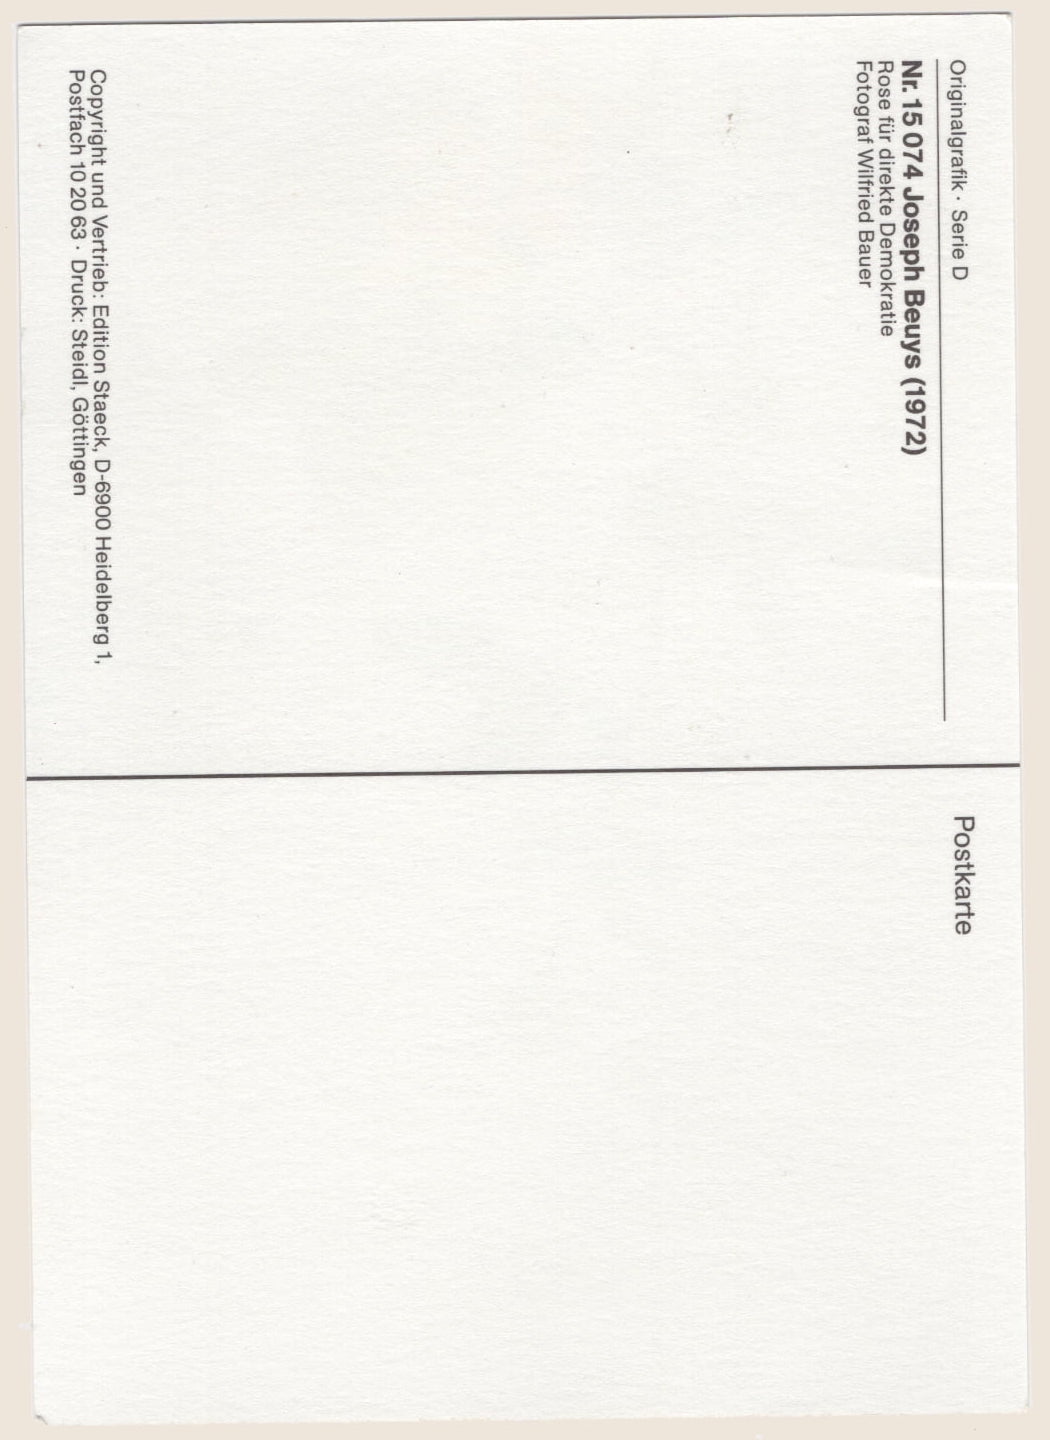 Originalgrafik · Serie D
Nr. 15 074 Joseph Beuys (1972)
Rose für direkte Demokratie
Fotograf Wilfried Bauer
Copyright und Vertrieb: Edition Staeck, D-6900 Heidelberg 1,
Postfach 10 20 63 · Druck: Steidl, Göttingen
Postkarte